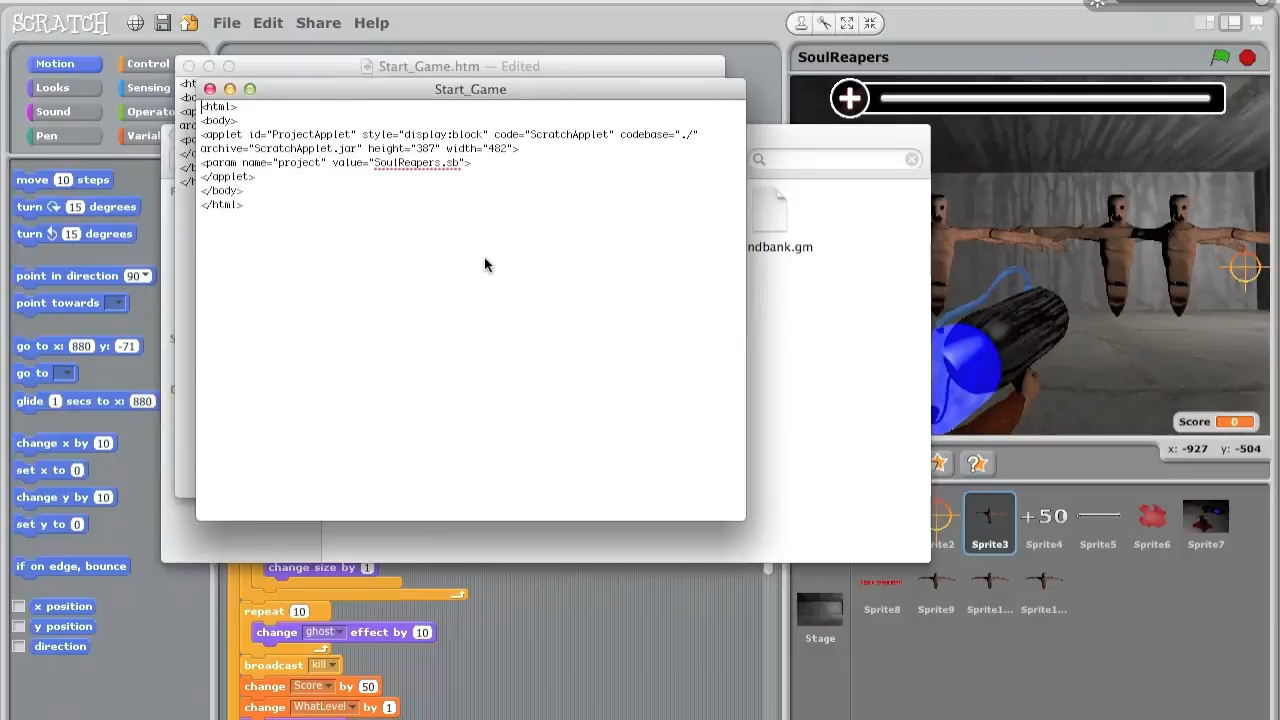 SCRATCH File Edit Share Help
SoulReapers
Motion Control
Looks Sensing
Sound Operato
Pen Varial
Start_Game.htm — Edited
Start_Game
<html>
<body>
<applet id="ProjectApplet" style="display:block" code="ScratchApplet" codebase="./"
archive="ScratchApplet.jar" height="387" width="482">
<param name="project" value="SoulReapers.sb">
</applet>
</body>
</html>
ndbank.gm
move 10 steps
turn 15 degrees
turn 15 degrees
point in direction 90
point towards
go to x: 880 y: -71
go to
glide 1 secs to x: 880
change x by 10
set x to 0
change y by 10
set y to 0
if on edge, bounce
x position
y position
direction
change size by 1
repeat 10
change ghost effect by 10
broadcast kill
change Score by 50
change WhatLevel by 1
Score 0
x: -927 y: -504
+50
rite2 Sprite3 Sprite4 Sprite5 Sprite6 Sprite7
Sprite8 Sprite9 Sprite1... Sprite1...
Stage